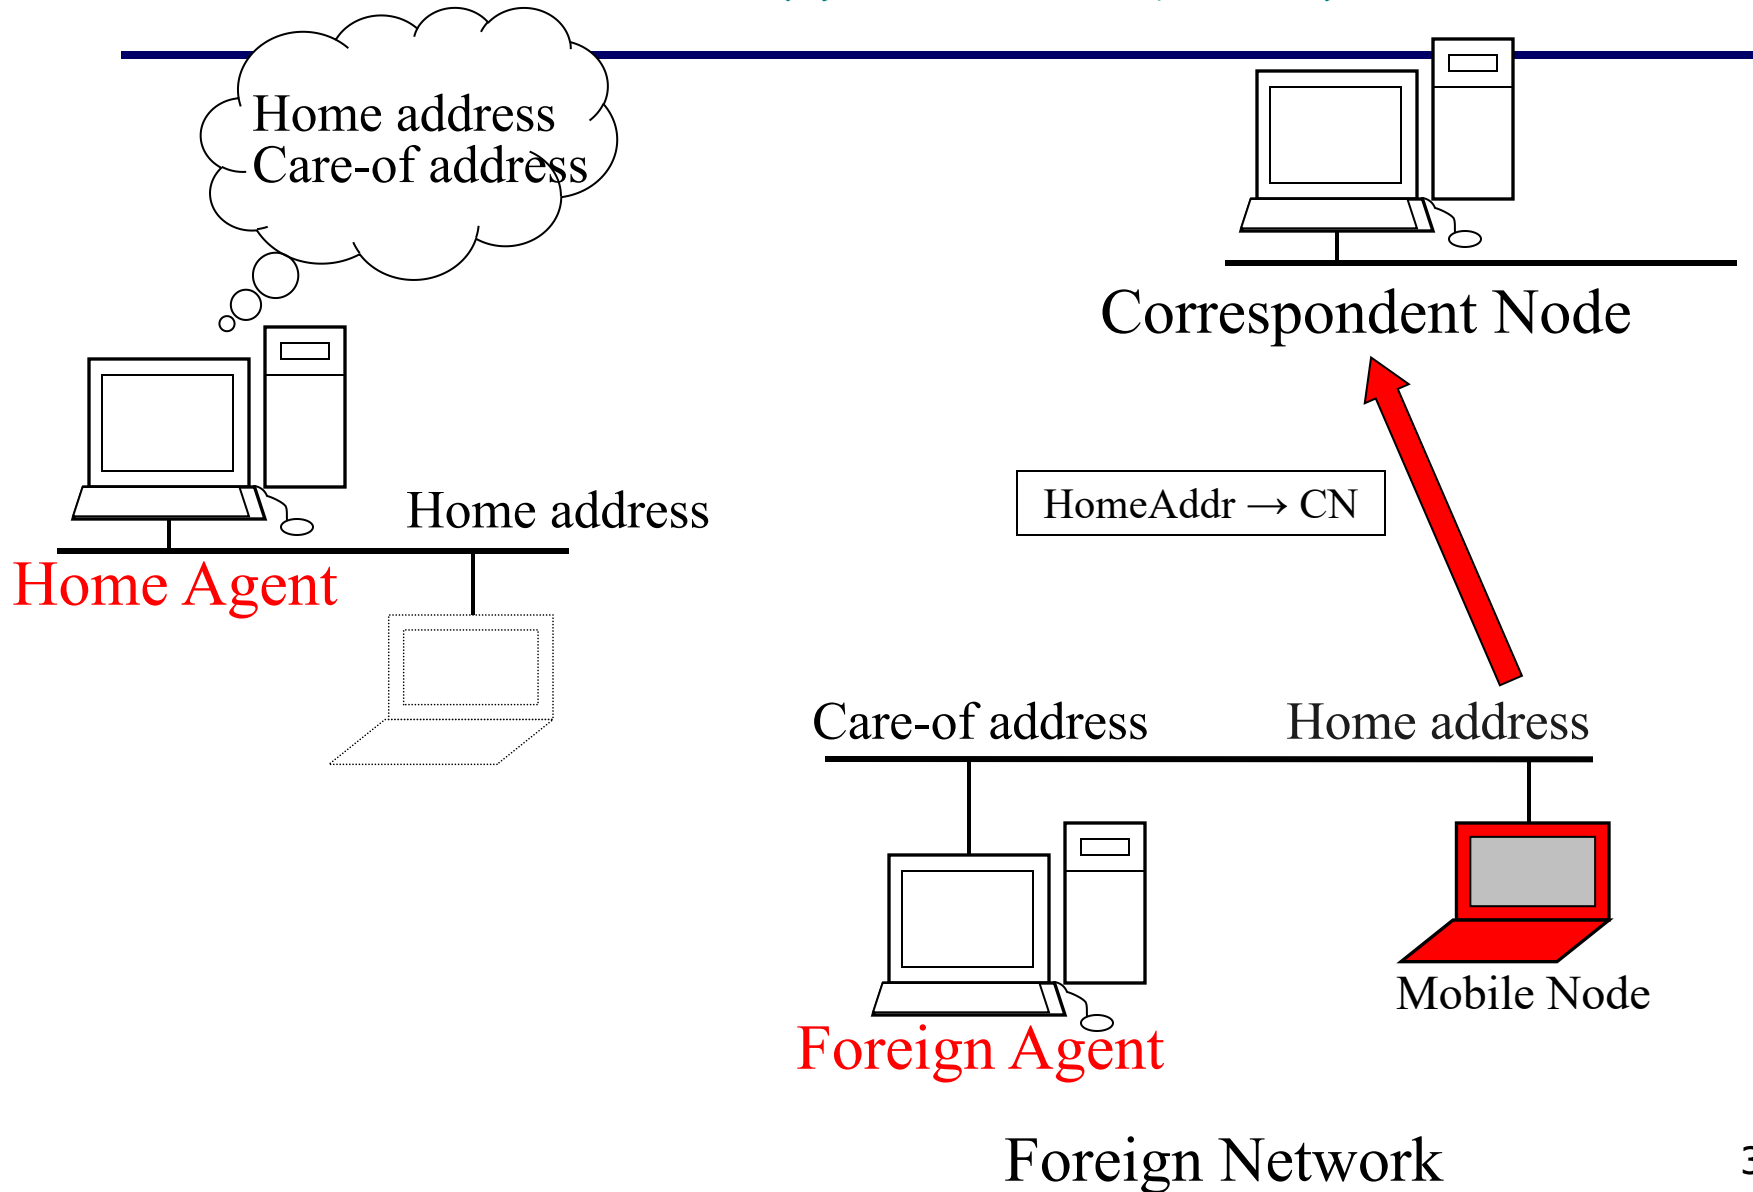 Home address
Care-of address
Correspondent Node
HomeAddr → CN
Home address
Home Agent
Care-of address
Home address
Mobile Node
Foreign Agent
Foreign Network